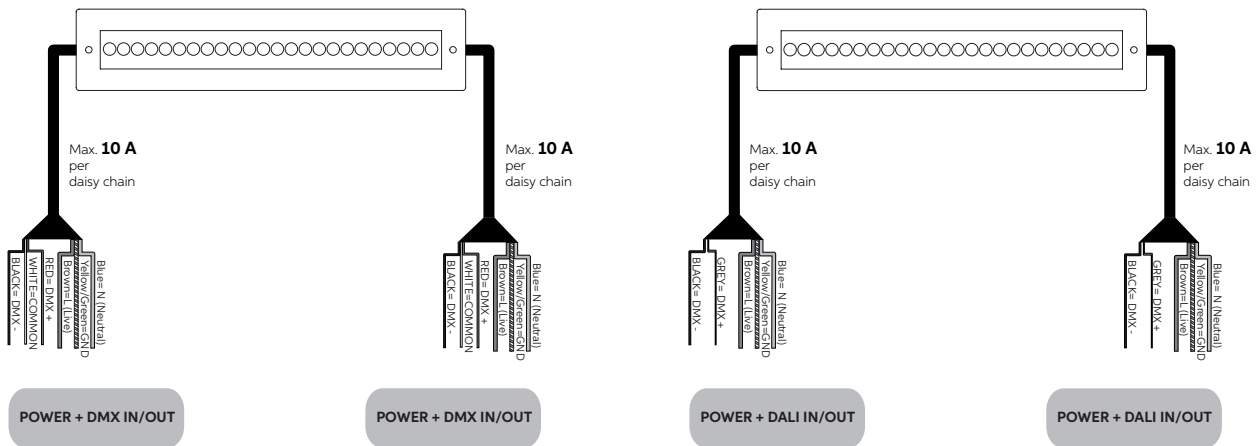 Max. 10 A
per
daisy chain
BLACK= DMX -
WHITE=COMMON
RED= DMX +
Brown=L (Live)
Yellow/Green=GND
Blue= N (Neutral)
POWER + DMX IN/OUT
Max. 10 A
per
daisy chain
BLACK= DMX -
WHITE=COMMON
RED= DMX +
Brown=L (Live)
Yellow/Green=GND
Blue= N (Neutral)
POWER + DMX IN/OUT
Max. 10 A
per
daisy chain
BLACK= DMX -
GREY= DMX +
Brown=L (Live)
Yellow/Green=GND
Blue= N (Neutral)
POWER + DALI IN/OUT
Max. 10 A
per
daisy chain
BLACK= DMX -
GREY= DMX +
Brown=L (Live)
Yellow/Green=GND
Blue= N (Neutral)
POWER + DALI IN/OUT